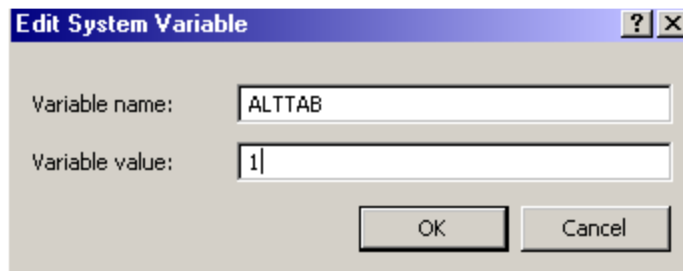 Edit System Variable
Variable name: ALTTAB
Variable value: 1
OK Cancel